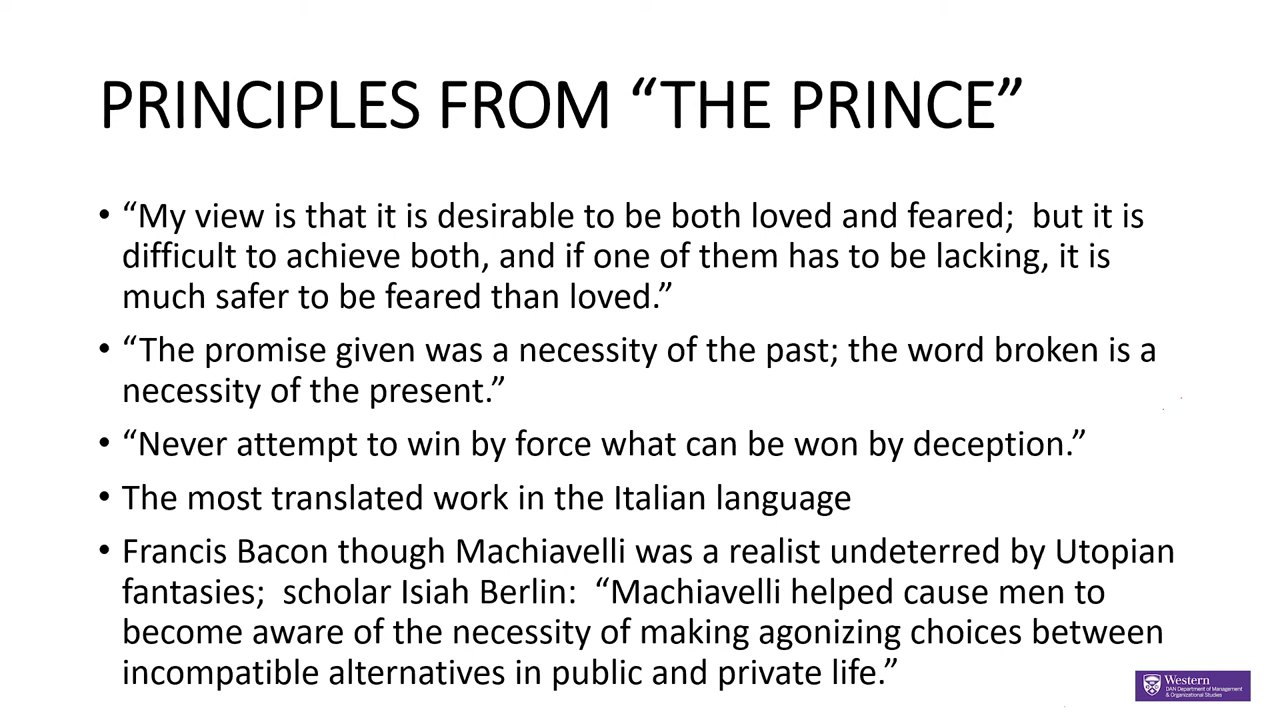 PRINCIPLES FROM “THE PRINCE”
• “My view is that it is desirable to be both loved and feared;  but it is
difficult to achieve both, and if one of them has to be lacking, it is
much safer to be feared than loved.”
• “The promise given was a necessity of the past; the word broken is a
necessity of the present.”
• “Never attempt to win by force what can be won by deception.”
• The most translated work in the Italian language
• Francis Bacon though Machiavelli was a realist undeterred by Utopian
fantasies;  scholar Isiah Berlin:  “Machiavelli helped cause men to
become aware of the necessity of making agonizing choices between
incompatible alternatives in public and private life.”
Western
DAN Department of Management
& Organizational Studies